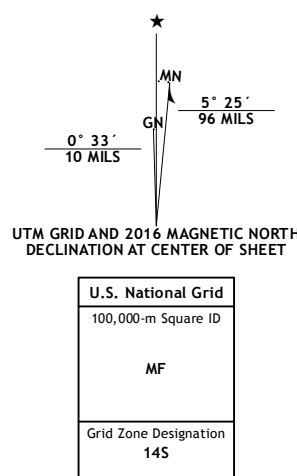 MN
GN
5° 25´
96 MILS
0° 33´
10 MILS
UTM GRID AND 2016 MAGNETIC NORTH
DECLINATION AT CENTER OF SHEET
U.S. National Grid
100,000-m Square ID
MF
Grid Zone Designation
14S